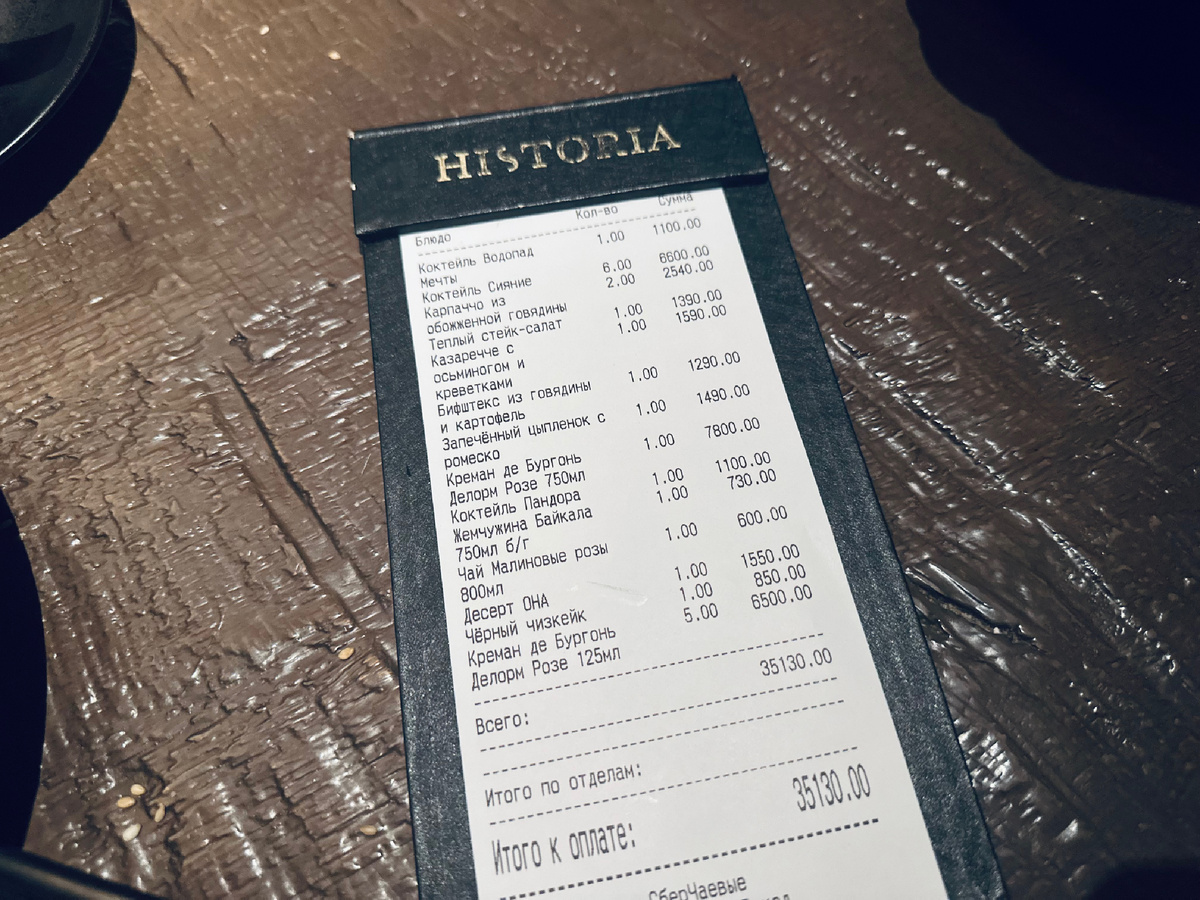 HISTORIA
Блюдо Кол-во Сумма
Коктейль Водопад 1.00 1100.00
Мечты
Коктейль Сияние 6.00 6600.00
Карпаччо из 2.00 2540.00
обожженной говядины
Теплый стейк-салат 1.00 1390.00
Казаречче с 1.00 1590.00
осьминогом и
креветками
Бифштекс из говядины 1.00 1290.00
и картофель
Запечённый цыпленок с 1.00 1490.00
ромеско
Креман де Бургонь 1.00 7800.00
Делорм Розе 750мл
Коктейль Пандора 1.00 1100.00
Жемчужина Байкала 1.00 730.00
750мл б/г
Чай Малиновые розы 1.00 600.00
800мл
Десерт ОНА 1.00 1550.00
Чёрный чизкейк 1.00 850.00
Креман де Бургонь 5.00 6500.00
Делорм Розе 125мл
Всего: 35130.00
Итого по отделам:
Итого к оплате: 35130.00
СберЧаевые